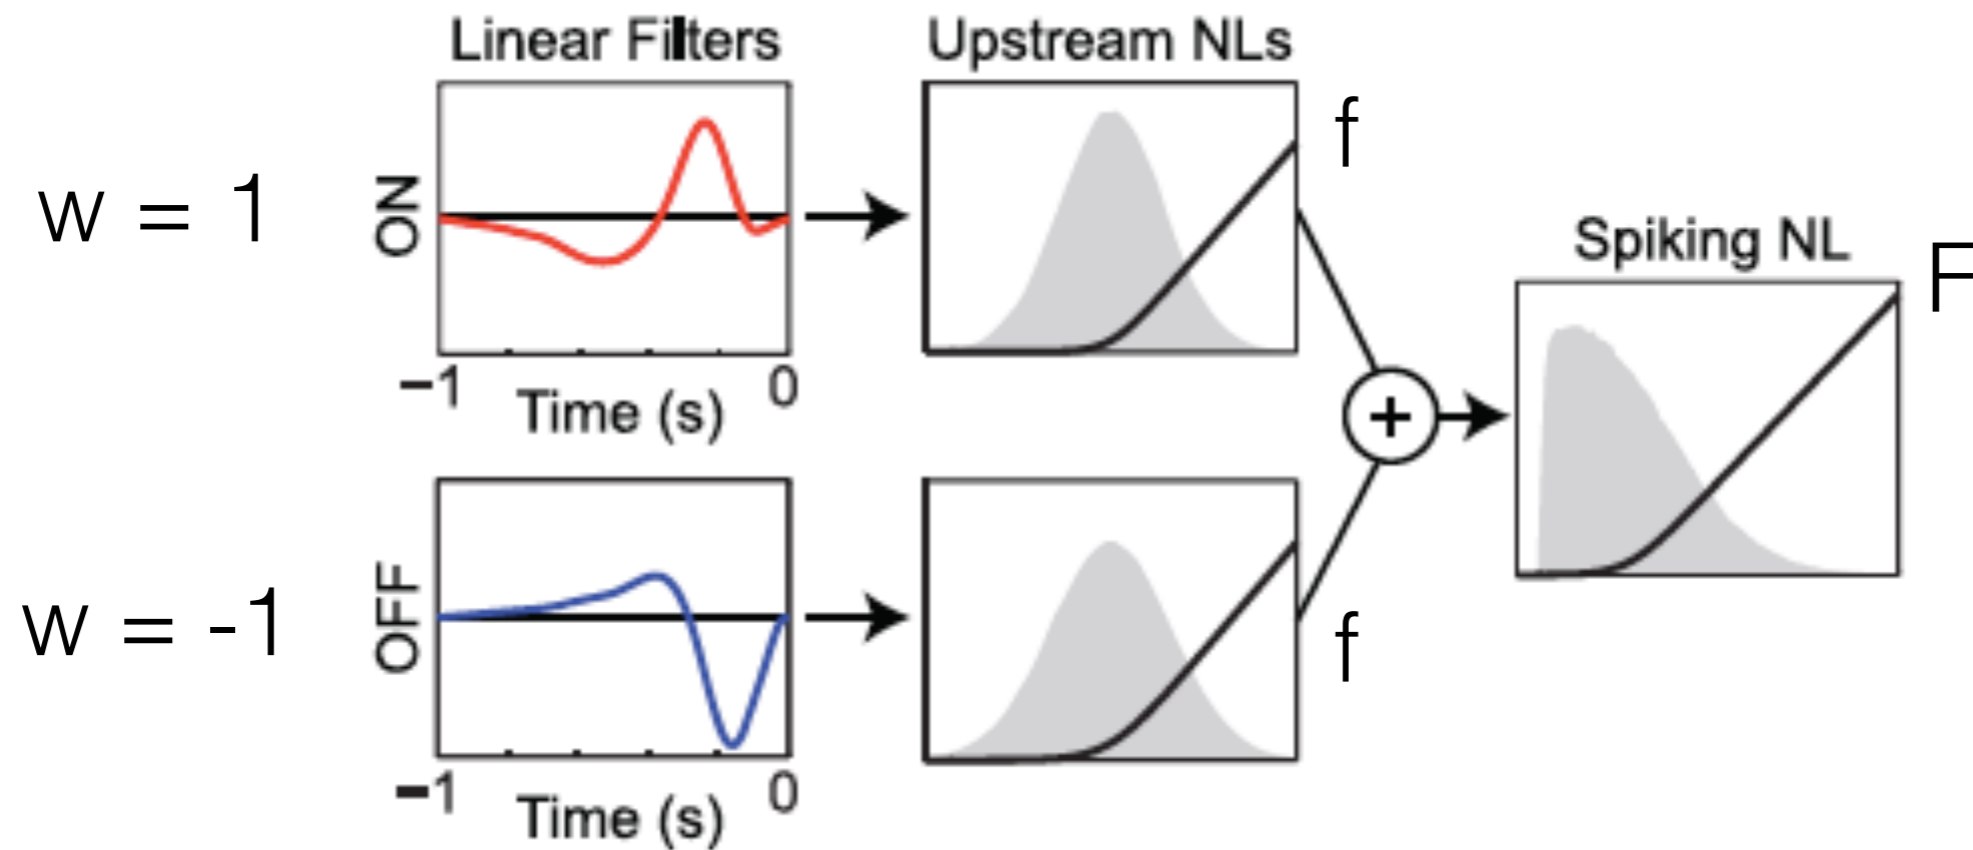 Linear Filters
Upstream NLs
w = 1
ON
f
−1
0
Time (s)
Spiking NL
F
+
w = -1
OFF
f
−1
0
Time (s)